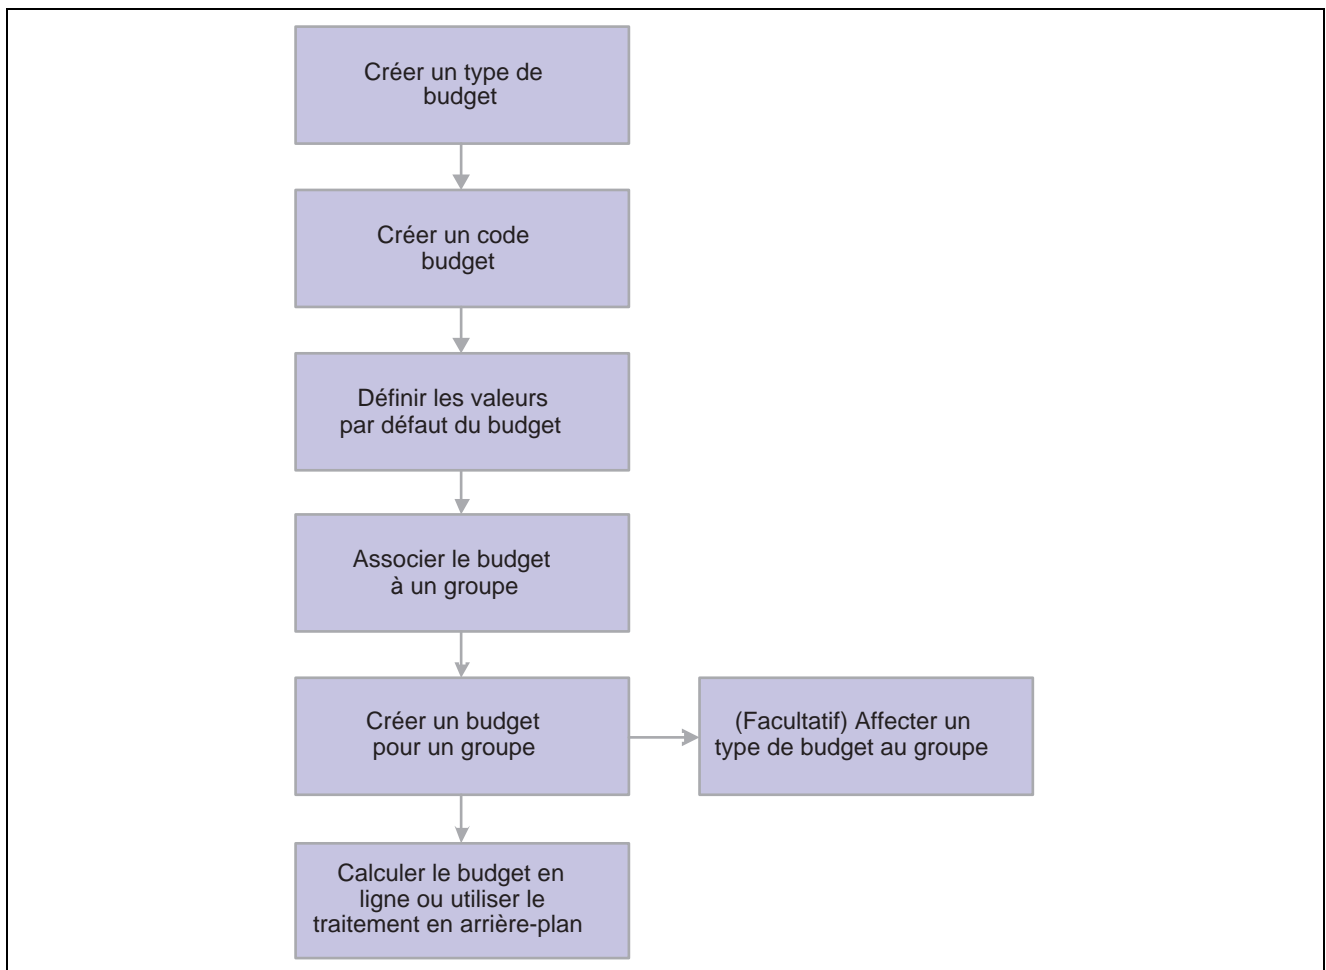 Créer un type de
budget
Créer un code
budget
Définir les valeurs
par défaut du budget
Associer le budget
à un groupe
Créer un budget
pour un groupe
(Facultatif) Affecter un
type de budget au groupe
Calculer le budget en
ligne ou utiliser le
traitement en arrière-plan